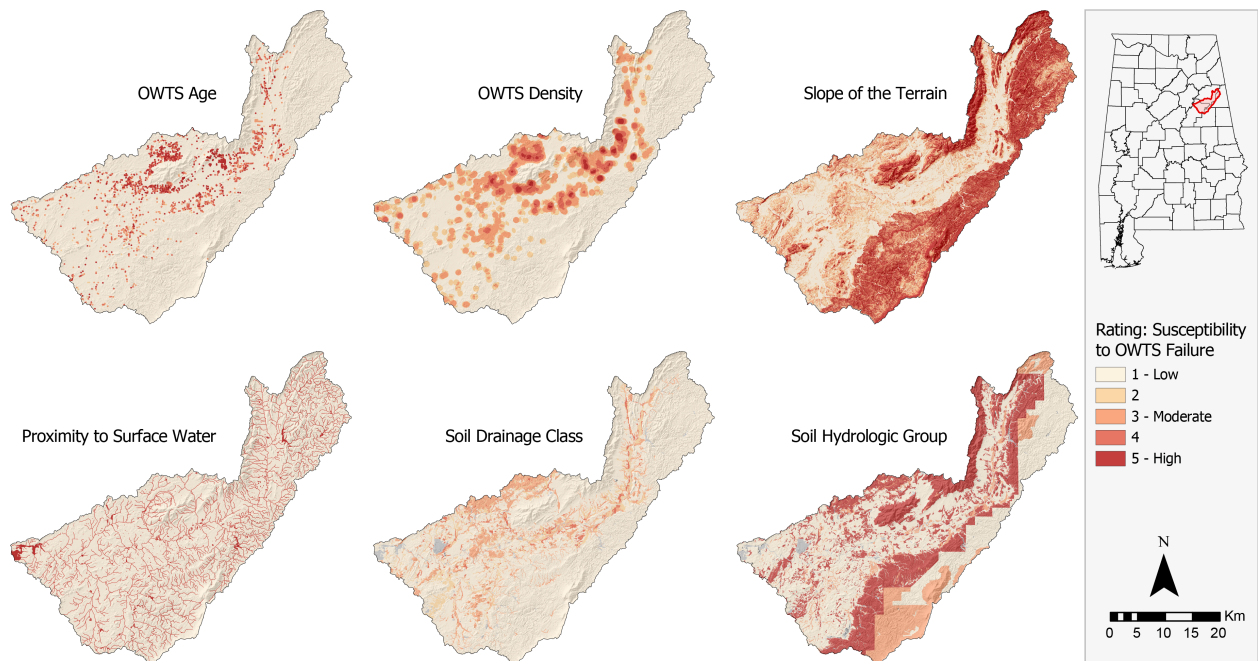 OWTS Age
OWTS Density
Slope of the Terrain
Proximity to Surface Water
Soil Drainage Class
Soil Hydrologic Group
Rating: Susceptibility
to OWTS Failure
1 - Low
2
3 - Moderate
4
5 - High
N
Km
0 5 10 15 20